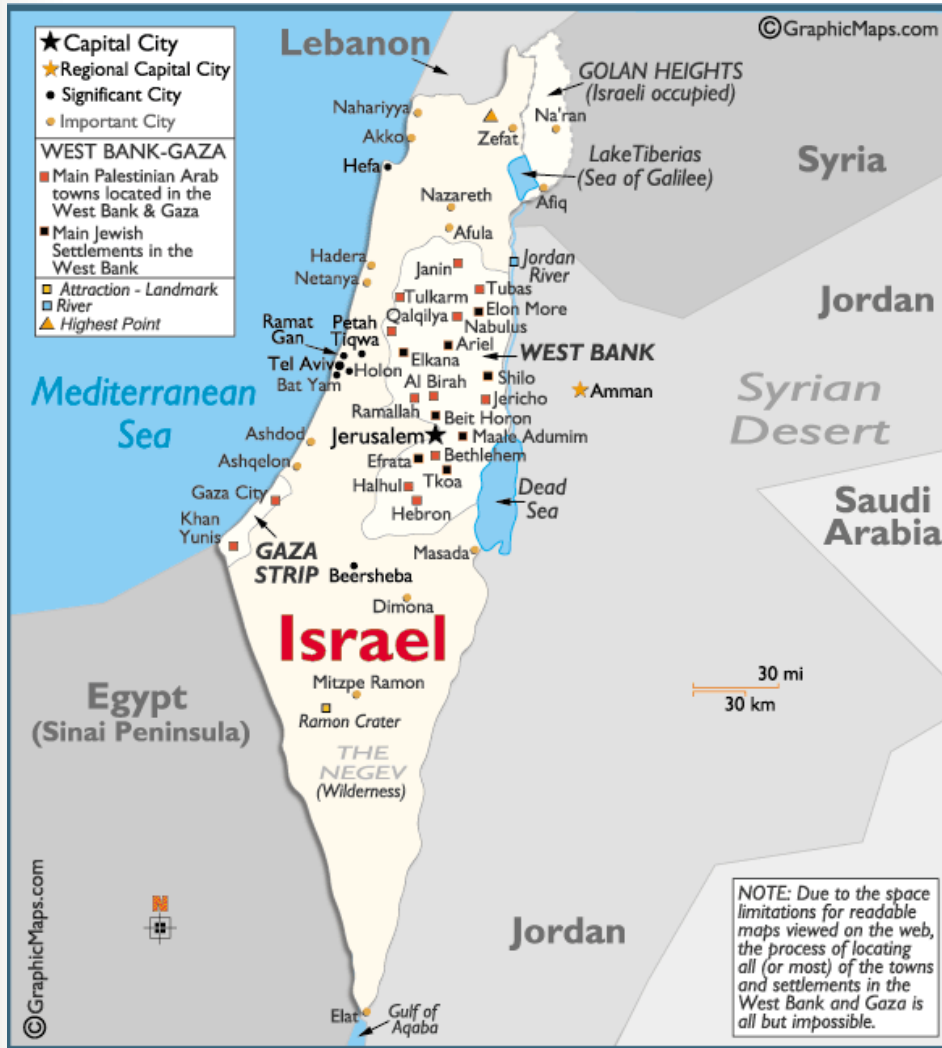 ©GraphicMaps.com
Capital City
Regional Capital City
Significant City
Important City
WEST BANK-GAZA
Main Palestinian Arab
towns located in the
West Bank & Gaza
Main Jewish
Settlements in the
West Bank
Attraction - Landmark
River
Highest Point
Lebanon
GOLAN HEIGHTS
(Israeli occupied)
Nahariyya
Na'ran
Akko
Zefat
Syria
Hefa
Lake Tiberias
(Sea of Galilee)
Nazareth
Afiq
Afula
Hadera
Janin
Jordan
River
Netanya
Tubas
Tulkarm
Elon More
Jordan
Qalqilya
Nabulus
Ramat
Gan
Petah
Tiqwa
Ariel
WEST BANK
Elkana
Tel Aviv
Holon
Shilo
Bat Yam
Al Birah
Jericho
Amman
Mediterranean
Sea
Syrian
Desert
Ramallah
Beit Horon
Jerusalem
Maale Adumim
Ashdod
Bethlehem
Efrata
Ashqelon
Tkoa
Halhul
Dead
Sea
Gaza City
Hebron
Saudi
Arabia
Khan
Yunis
GAZA
STRIP
Masada
Beersheba
Dimona
Israel
30 mi
30 km
Mitzpe Ramon
Egypt
(Sinai Peninsula)
Ramon Crater
THE
NEGEV
(Wilderness)
N
Jordan
NOTE: Due to the space
limitations for readable
maps viewed on the web,
the process of locating
all (or most) of the towns
and settlements in the
West Bank and Gaza is
all but impossible.
Elat
Gulf of
Aqaba
©GraphicMaps.com